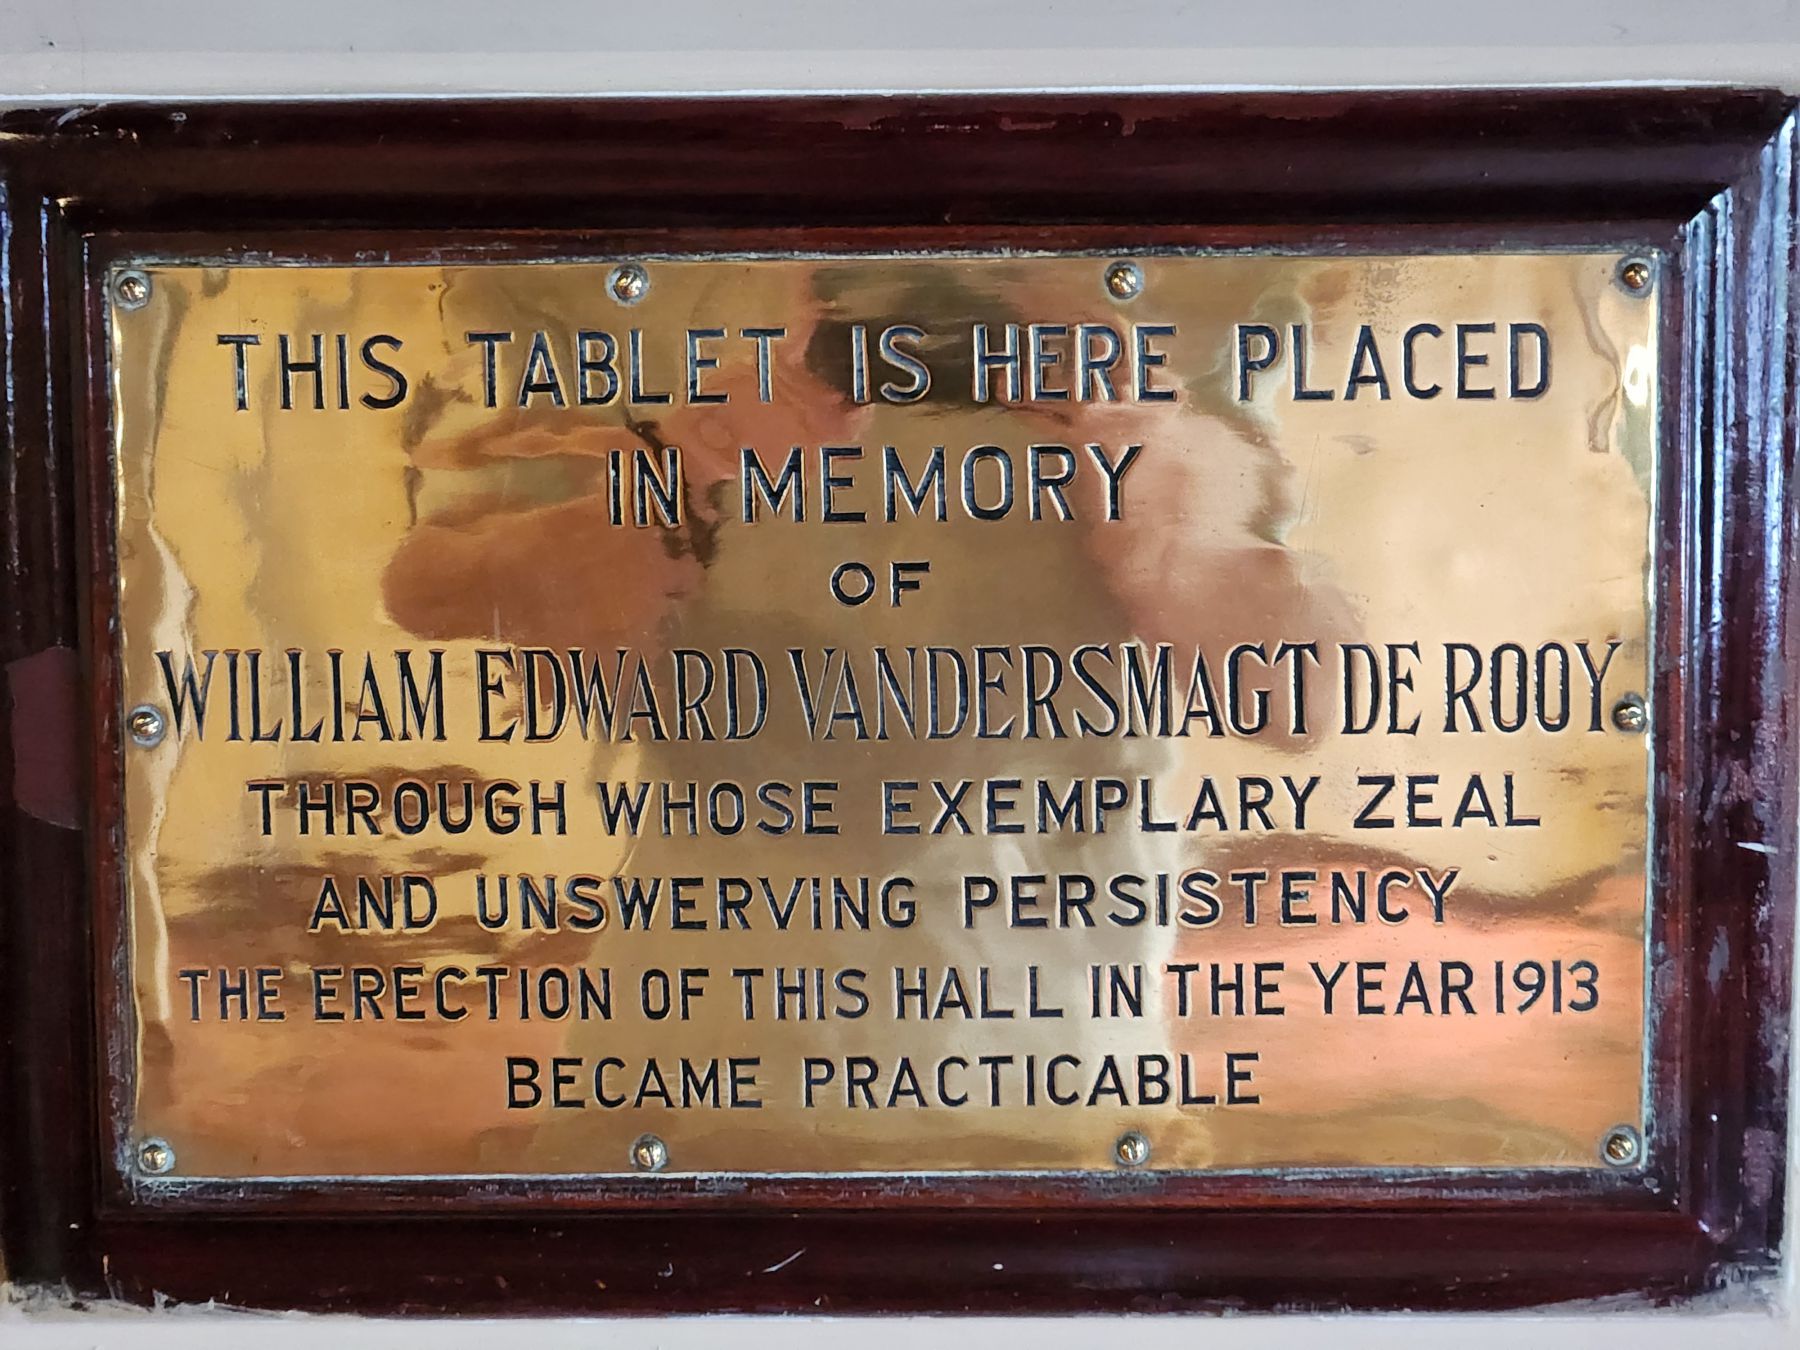 THIS TABLET IS HERE PLACED
IN MEMORY
OF
WILLIAM EDWARD VANDERSMAGT DE ROOY
THROUGH WHOSE EXEMPLARY ZEAL
AND UNSWERVING PERSISTENCY
THE ERECTION OF THIS HALL IN THE YEAR 1913
BECAME PRACTICABLE